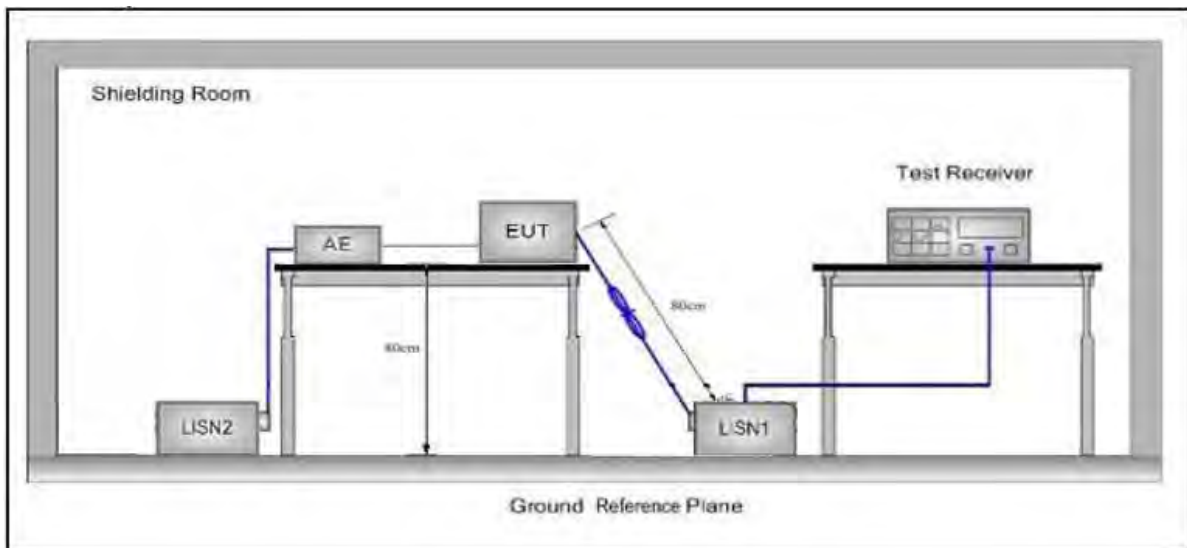 Shielding Room
Test Receiver
AE
EUT
80cm
80cm
LISN2
LISN1
Ground Reference Plane